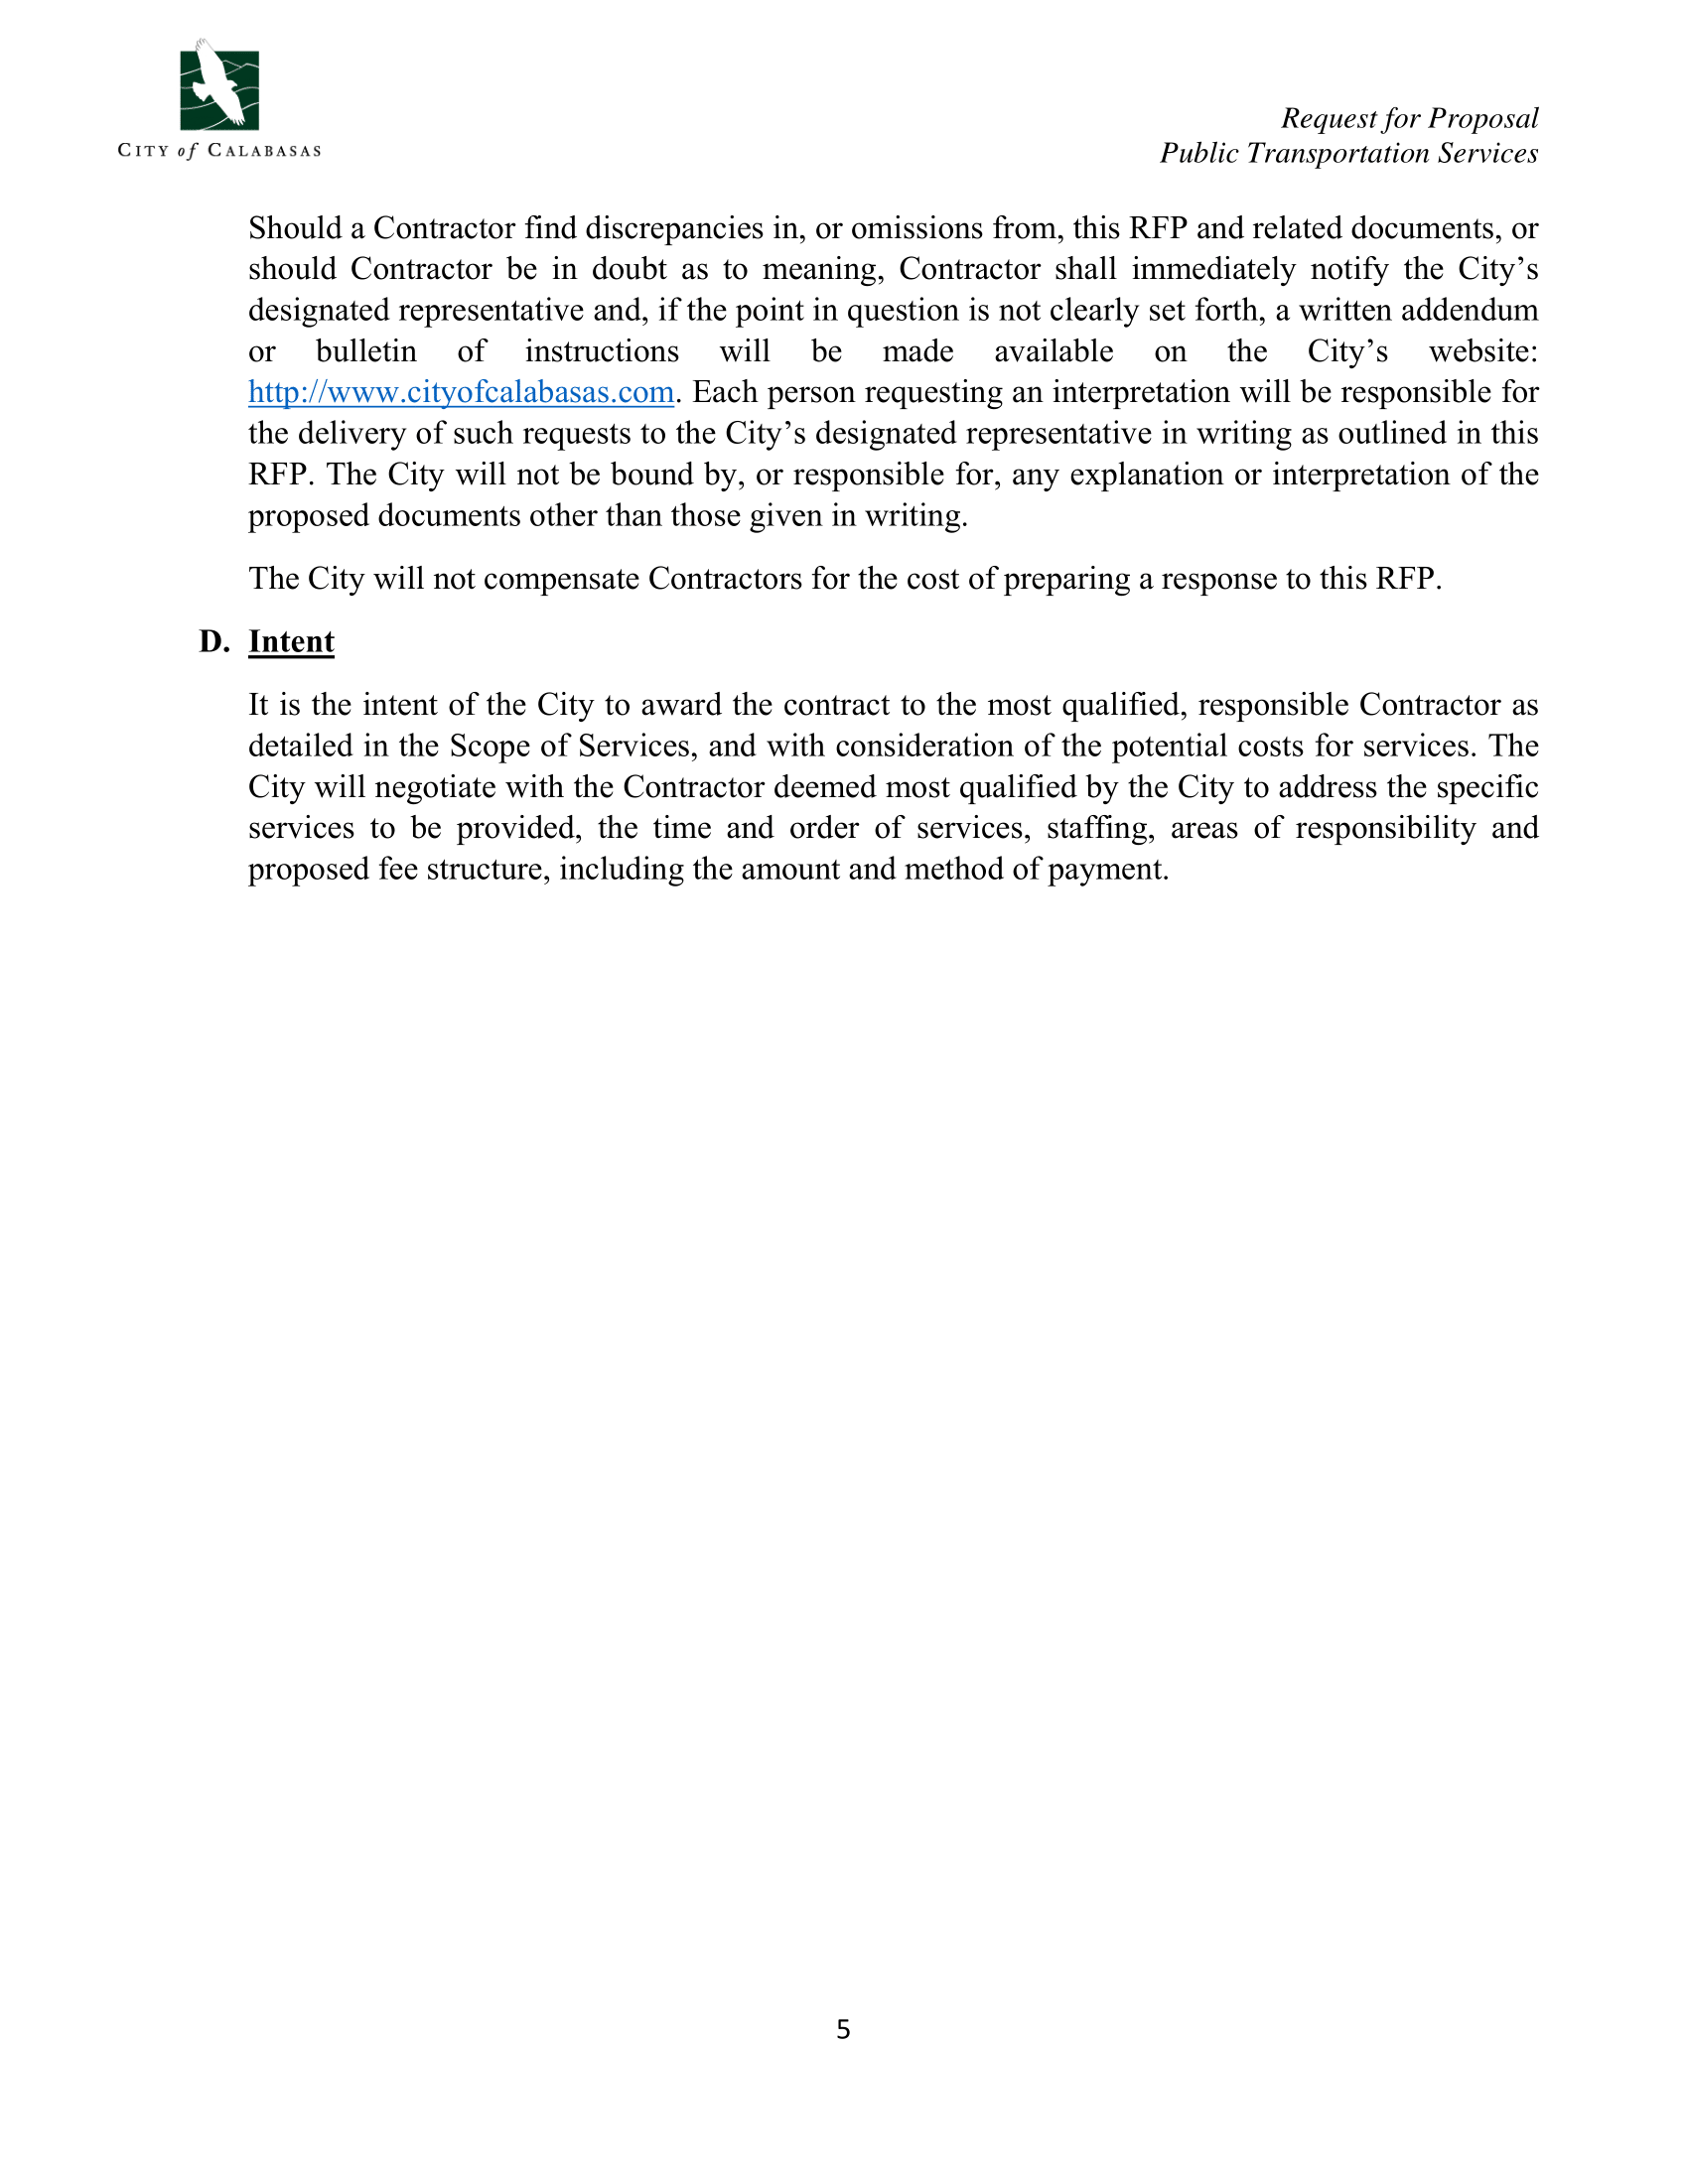 CITY of CALABASAS
Request for Proposal
Public Transportation Services
Should a Contractor find discrepancies in, or omissions from, this RFP and related documents, or
should Contractor be in doubt as to meaning, Contractor shall immediately notify the City’s
designated representative and, if the point in question is not clearly set forth, a written addendum
or bulletin of instructions will be made available on the City’s website:
http://www.cityofcalabasas.com. Each person requesting an interpretation will be responsible for
the delivery of such requests to the City’s designated representative in writing as outlined in this
RFP. The City will not be bound by, or responsible for, any explanation or interpretation of the
proposed documents other than those given in writing.
The City will not compensate Contractors for the cost of preparing a response to this RFP.
D. Intent
It is the intent of the City to award the contract to the most qualified, responsible Contractor as
detailed in the Scope of Services, and with consideration of the potential costs for services. The
City will negotiate with the Contractor deemed most qualified by the City to address the specific
services to be provided, the time and order of services, staffing, areas of responsibility and
proposed fee structure, including the amount and method of payment.
5